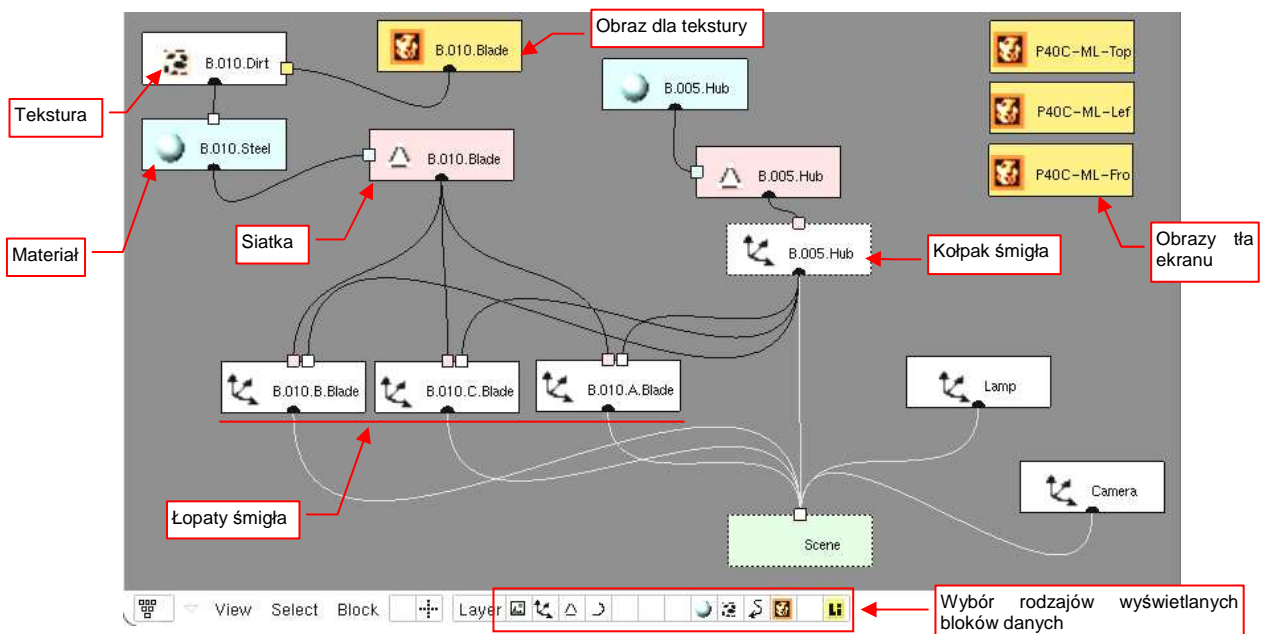 Obraz dla tekstury
B.010.Dirt
B.010.Blade
P40C-ML-Top
Tekstura
B.005.Hub
P40C-ML-Lef
B.010.Steel
B.010.Blade
B.005.Hub
P40C-ML-Fro
Materiał
Siatka
B.005.Hub
Kołpak śmigła
Obrazy tła
ekranu
B.010.B.Blade
B.010.C.Blade
B.010.A.Blade
Lamp
Camera
Łopaty śmigła
Scene
View Select Block Layer
Wybór rodzajów wyświetlanych
bloków danych